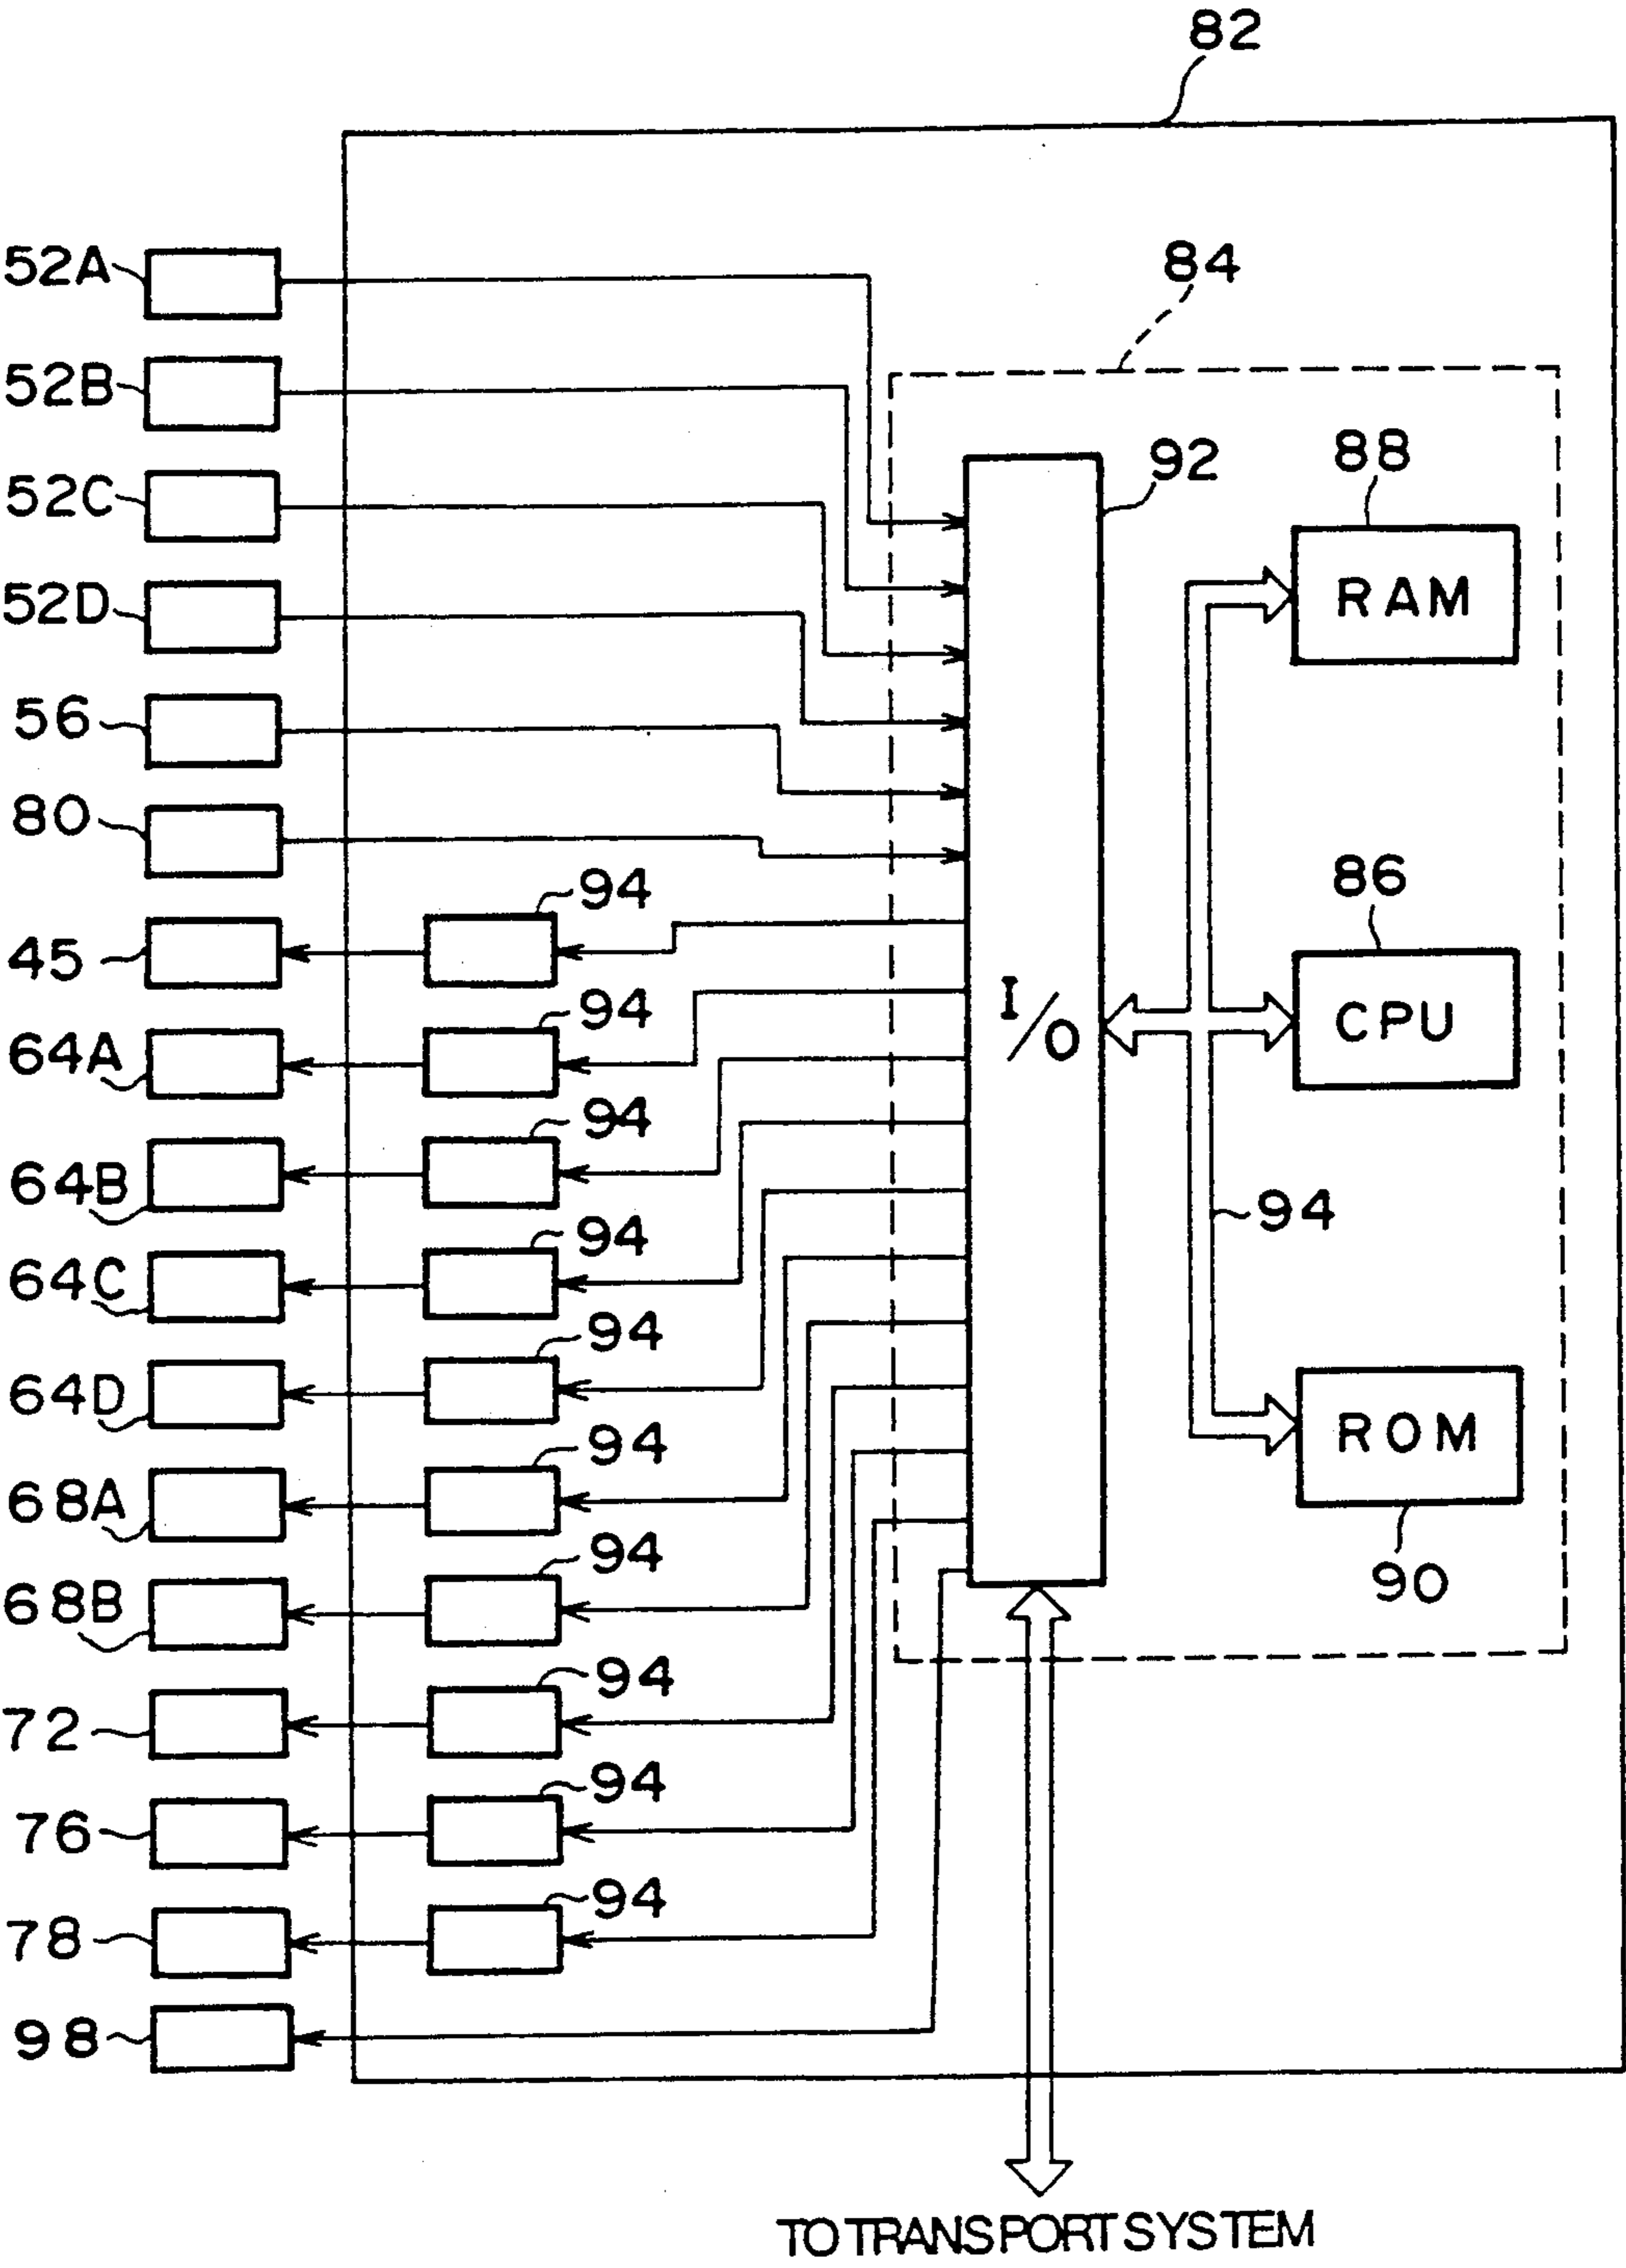 82
52A
84
52B
92
88
52C
RAM
52D
56
80
86
94
45
I/O
CPU
94
64A
94
64B
94
94
64C
94
64D
94
ROM
68A
94
90
68B
94
72
94
76
94
78
98
TO TRANSPORT SYSTEM